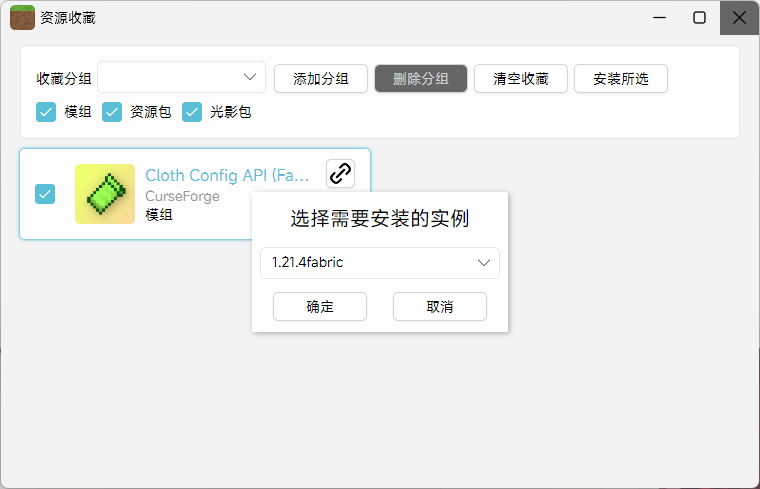 资源收藏
收藏分组 添加分组 删除分组 清空收藏 安装所选
模组 资源包 光影包
Cloth Config API (Fa...
CurseForge
模组
选择需要安装的实例
1.21.4fabric
确定 取消